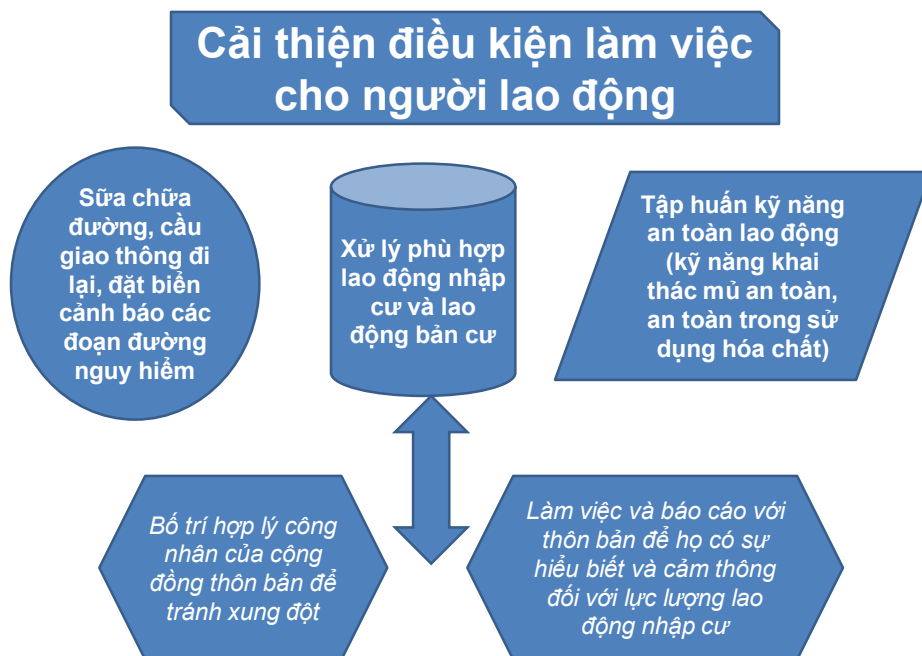 Cải thiện điều kiện làm việc
cho người lao động
Sữa chữa
đường, cầu
giao thông đi
lại, đặt biển
cảnh báo các
đoạn đường
nguy hiểm
Xử lý phù hợp
lao động nhập
cư và lao
động bản cư
Tập huấn kỹ năng
an toàn lao động
(kỹ năng khai
thác mủ an toàn,
an toàn trong sử
dụng hóa chất)
Bố trí hợp lý công
nhân của cộng
đồng thôn bản để
tránh xung đột
Làm việc và báo cáo với
thôn bản để họ có sự
hiểu biết và cảm thông
đối với lực lượng lao
động nhập cư